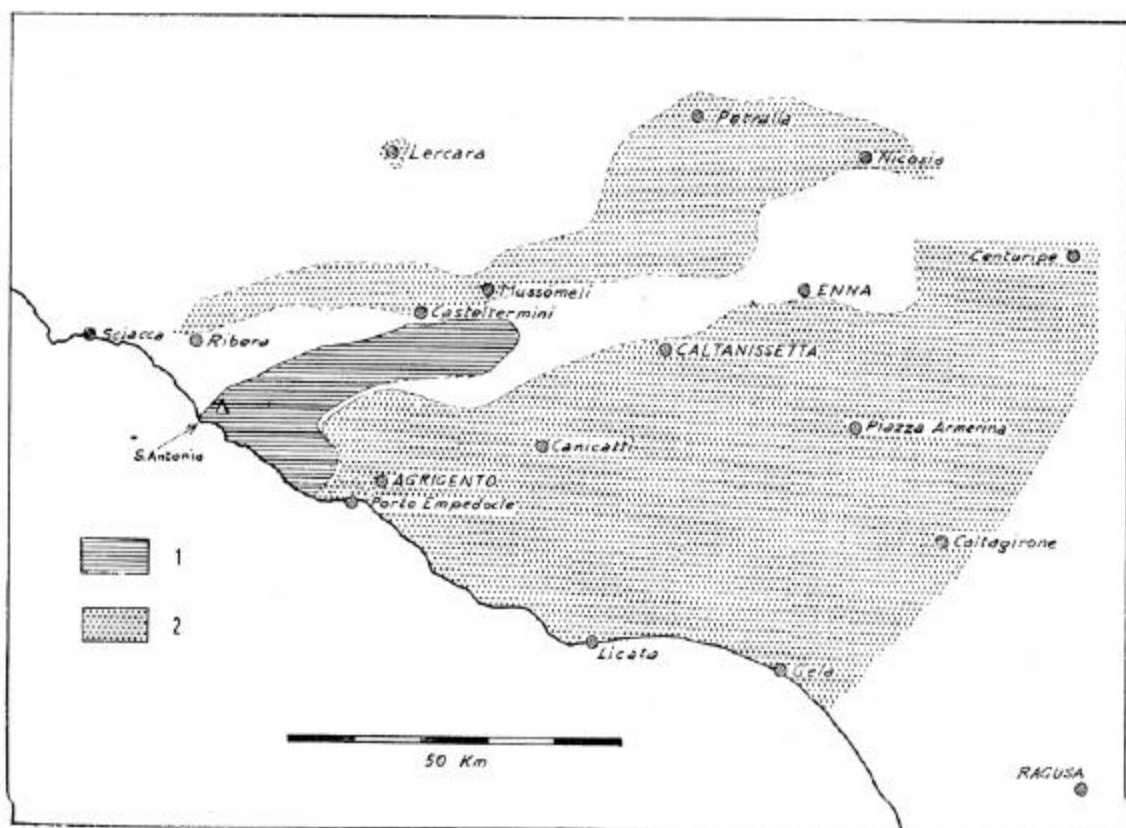 Petralia
Lercara
Nicosia
Centuripe
Mussomeli
ENNA
Casteltermini
Sciacca
Ribera
CALTANISSETTA
Piazza Armerina
S. Antonio
Canicattì
AGRIGENTO
Porto Empedocle
Caltagirone
1
2
Licata
Gela
50 Km
RAGUSA